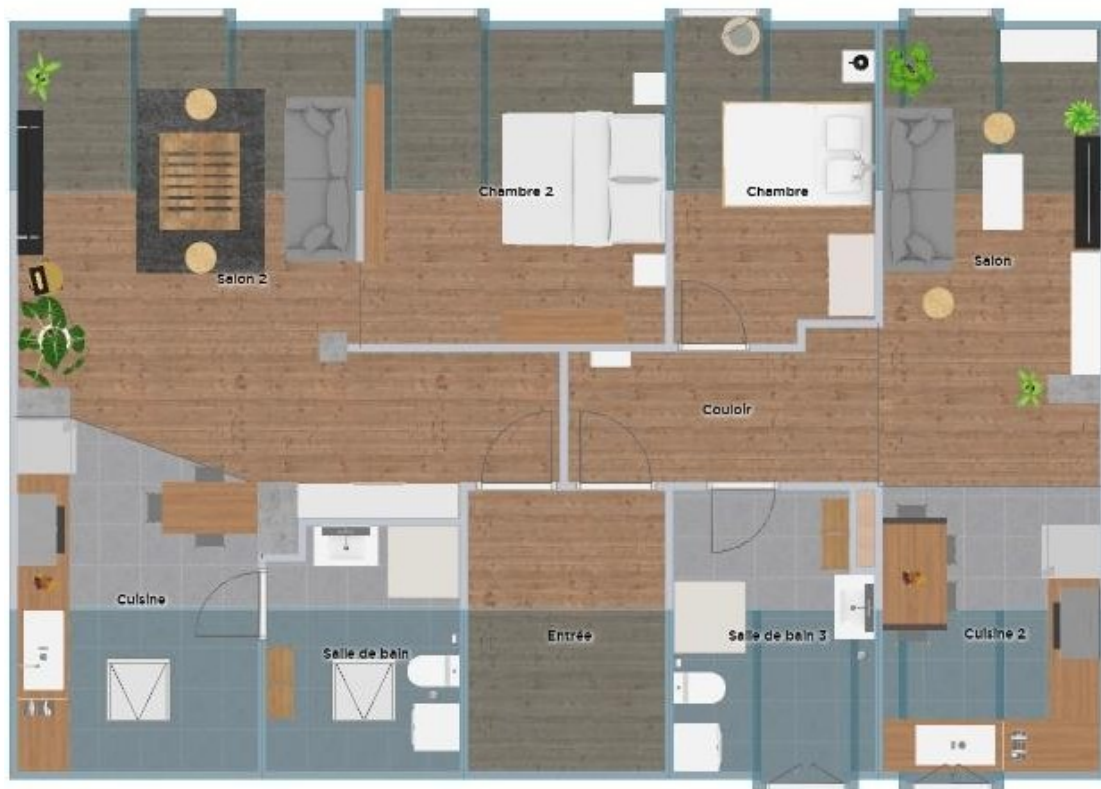 Chambre 2
Chambre
Salon 2
Salon
Couloir
Cuisine
Salle de bain
Entrée
Salle de bain 3
Cuisine 2